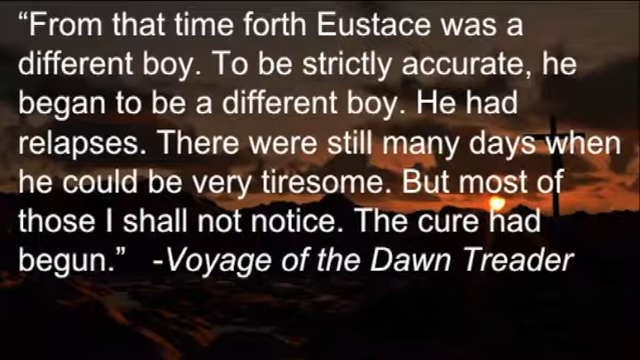 “From that time forth Eustace was a
different boy. To be strictly accurate, he
began to be a different boy. He had
relapses. There were still many days when
he could be very tiresome. But most of
those I shall not notice. The cure had
begun.” -Voyage of the Dawn Treader